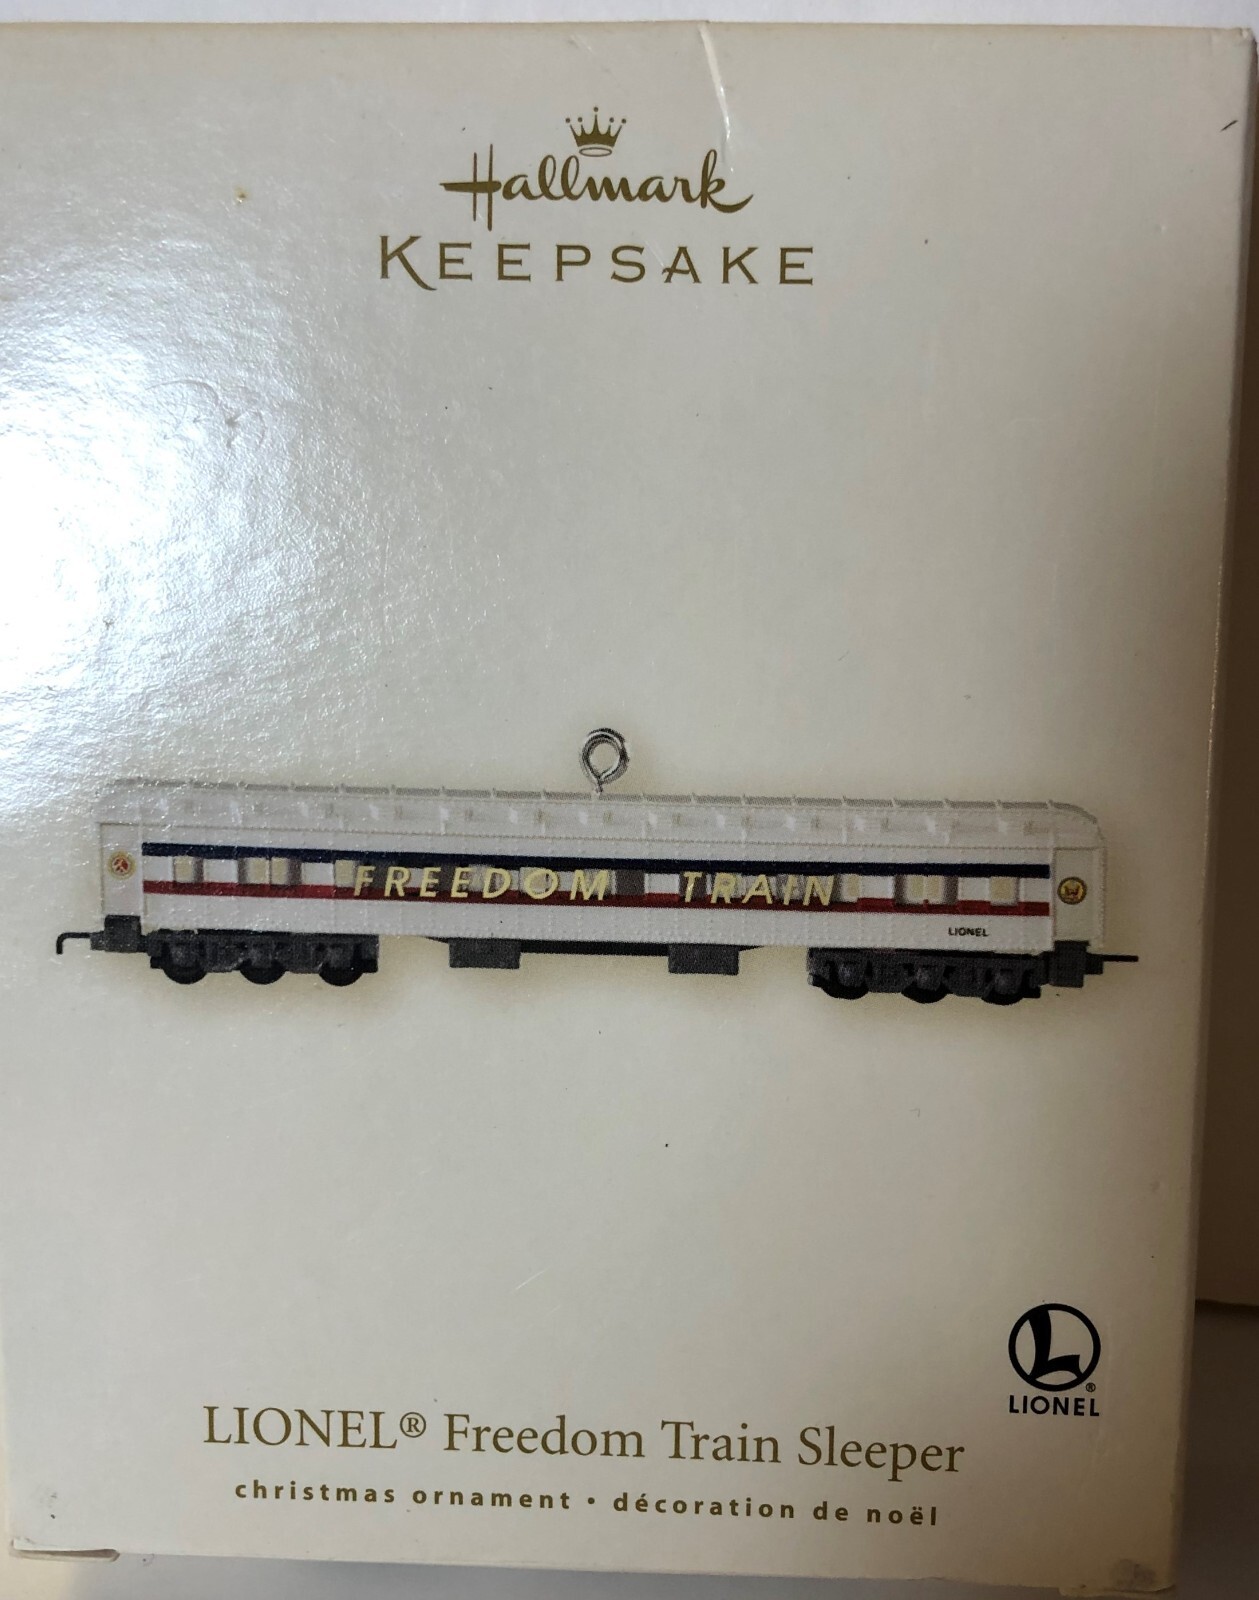 Hallmark
KEEPSAKE
FREEDOM TRAIN
LIONEL
L®
LIONEL
LIONEL® Freedom Train Sleeper
christmas ornament • décoration de noël